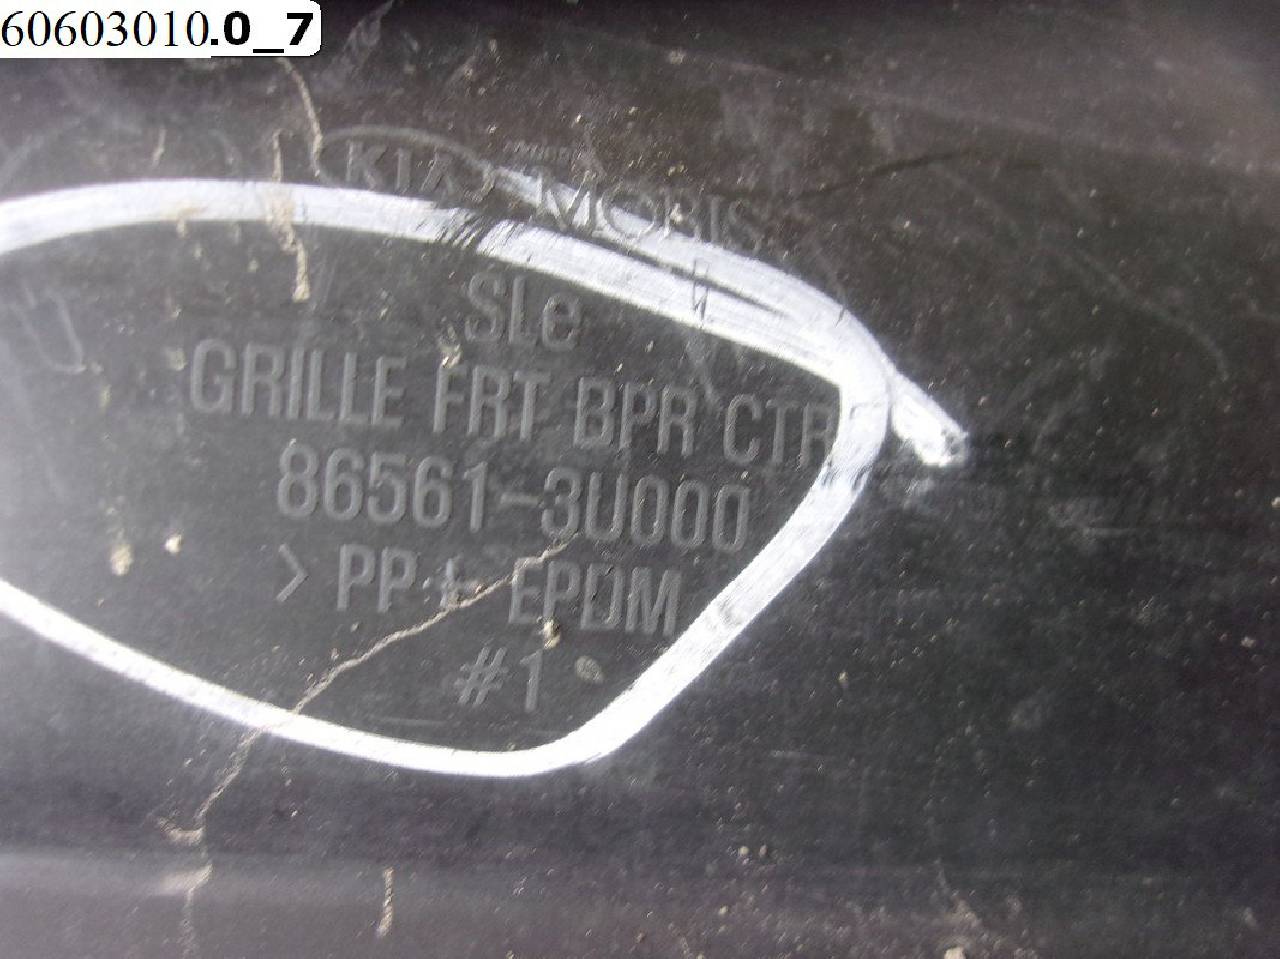 60603010.0_7
KIA MOBIS
SLe
GRILLE FRT BPR CTR
86561-3U000
> PP + EPDM
#1